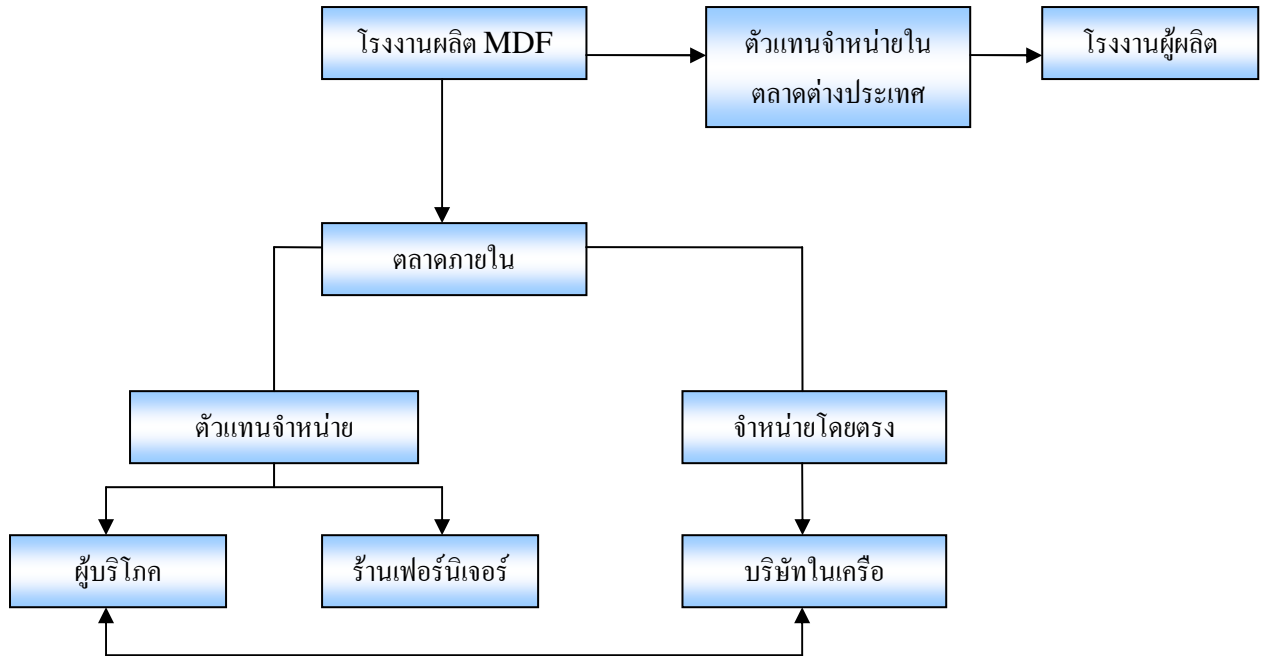 โรงงานผลิต MDF
ตัวแทนจำหน่ายใน
ตลาดต่างประเทศ
โรงงานผู้ผลิต
ตลาดภายใน
ตัวแทนจำหน่าย
จำหน่ายโดยตรง
ผู้บริโภค
ร้านเฟอร์นิเจอร์
บริษัทในเครือ